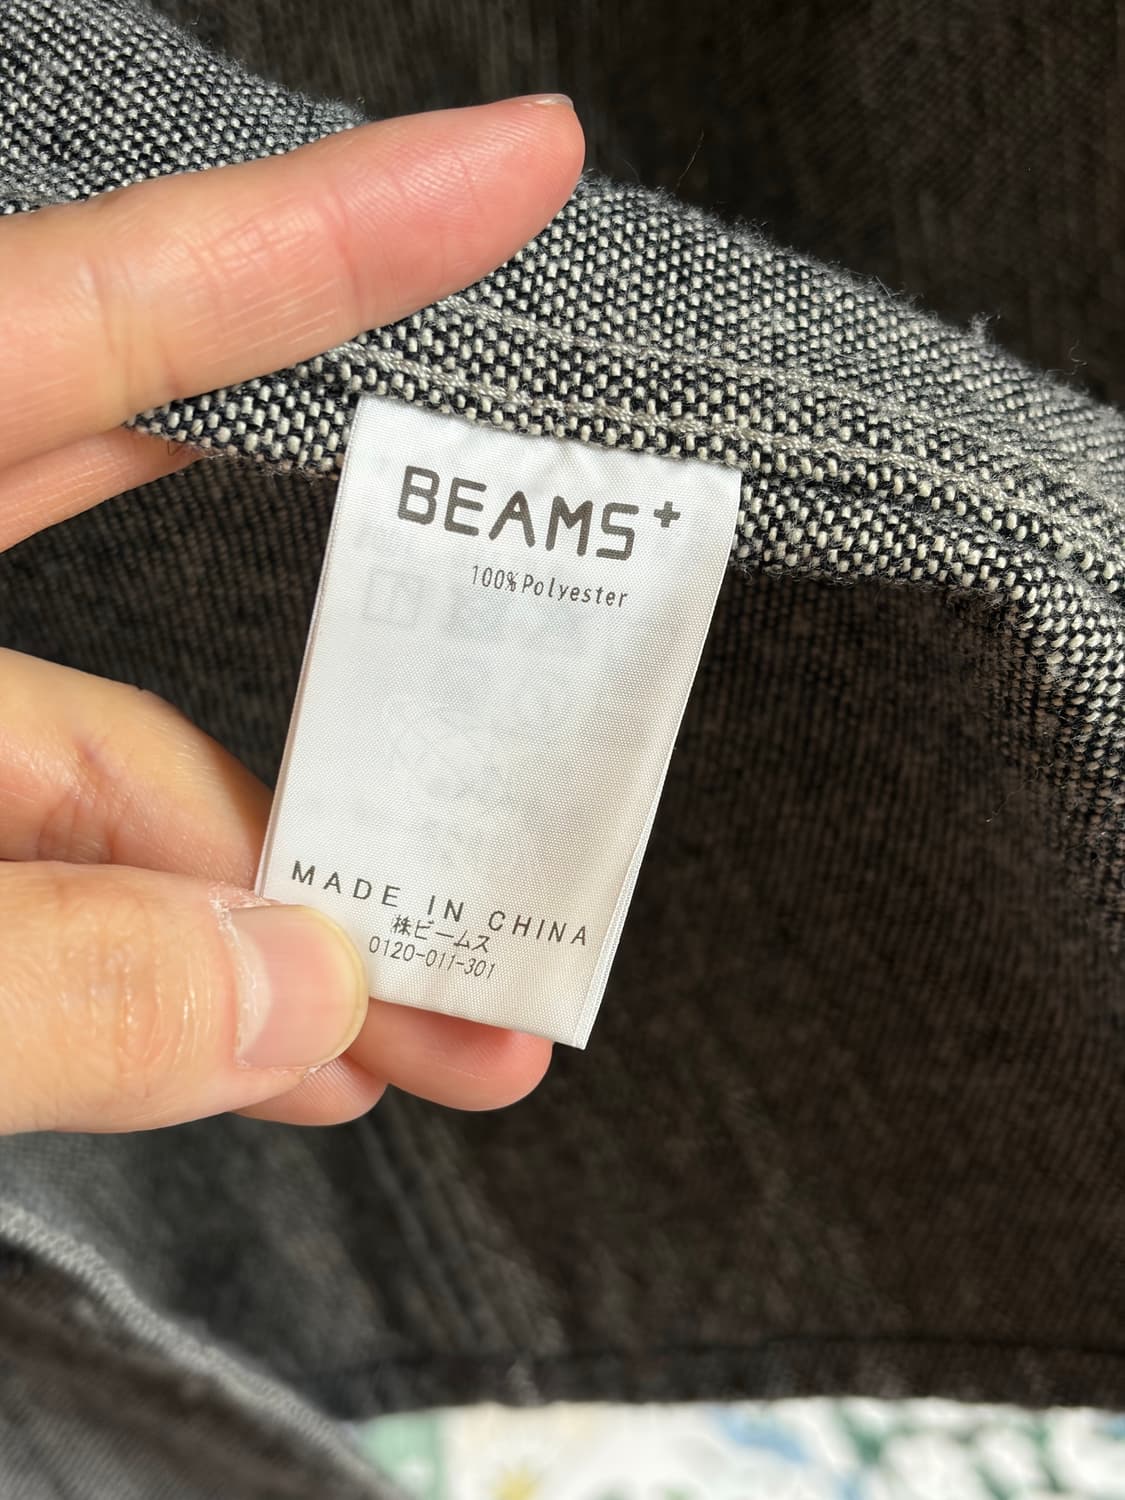 BEAMS+
100%Polyester
MADE IN CHINA
株ビームス
0120-011-301